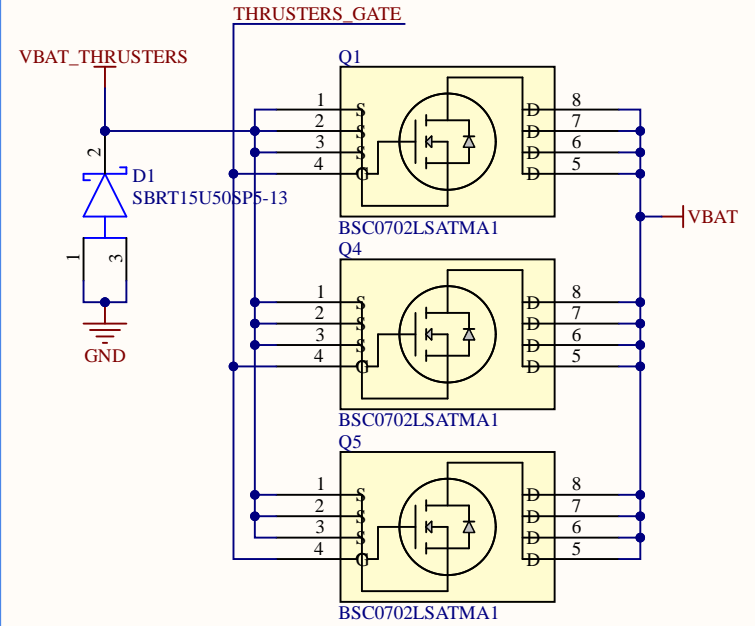 THRUSTERS_GATE
VBAT_THRUSTERS
Q1
1 S D 8
2 S D 7
3 S D 6
4 G D 5
BSC0702LSATMA1
2
D1
SBRT15U50SP5-13
1 3
GND
VBAT
Q4
1 S D 8
2 S D 7
3 S D 6
4 G D 5
BSC0702LSATMA1
Q5
1 S D 8
2 S D 7
3 S D 6
4 G D 5
BSC0702LSATMA1